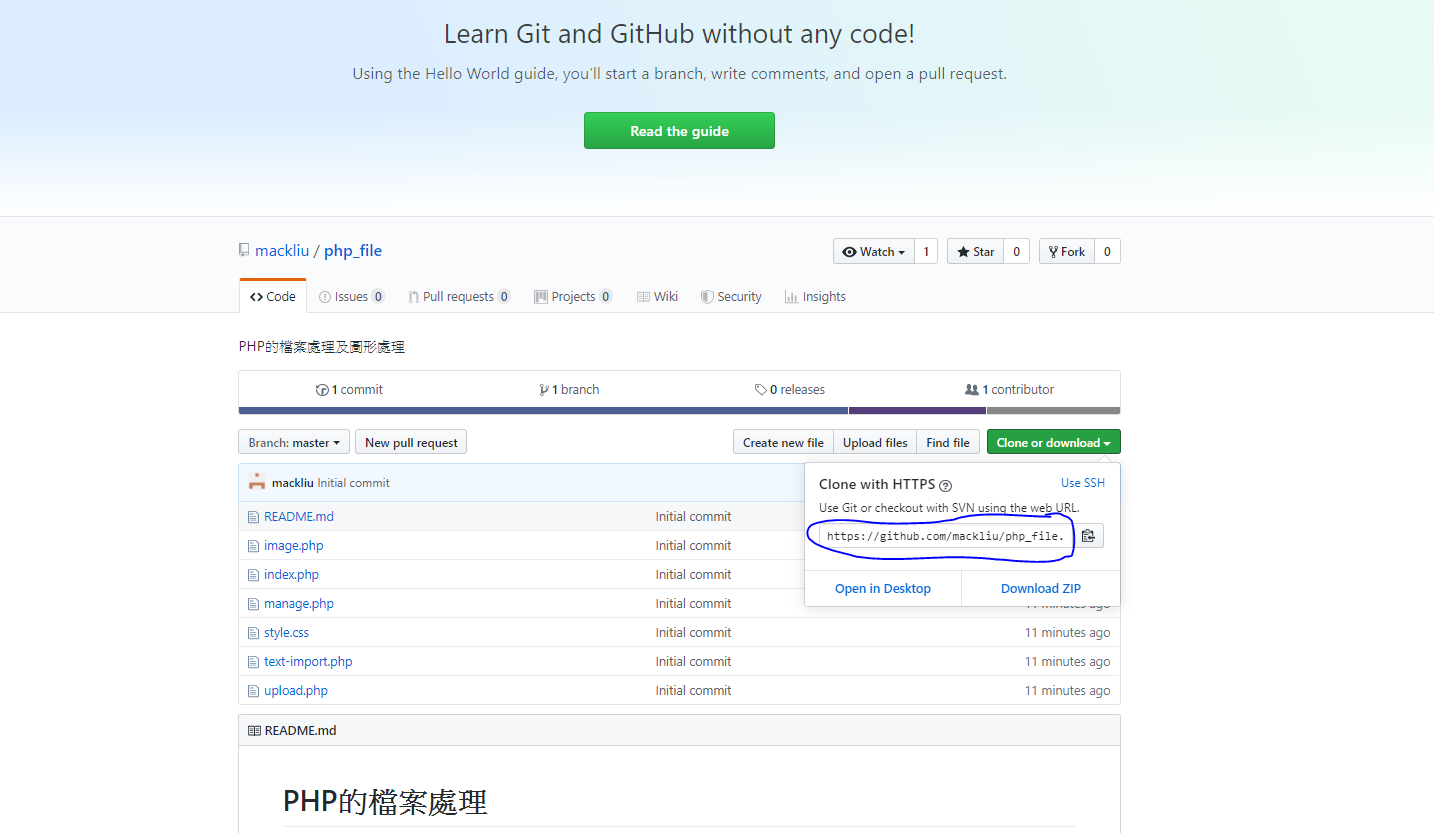 Learn Git and GitHub without any code!
Using the Hello World guide, you’ll start a branch, write comments, and open a pull request.
Read the guide
mackliu / php_file
Watch 1 Star 0 Fork 0
Code Issues 0 Pull requests 0 Projects 0 Wiki Security Insights
PHP的檔案處理及圖形處理
1 commit 1 branch 0 releases 1 contributor
Branch: master New pull request Create new file Upload files Find file Clone or download
mackliu Initial commit
Clone with HTTPS Use SSH
Use Git or checkout with SVN using the web URL.
https://github.com/mackliu/php_file.
Open in Desktop Download ZIP
README.md Initial commit
image.php Initial commit
index.php Initial commit
manage.php Initial commit 11 minutes ago
style.css Initial commit 11 minutes ago
text-import.php Initial commit 11 minutes ago
upload.php Initial commit 11 minutes ago
README.md
PHP的檔案處理